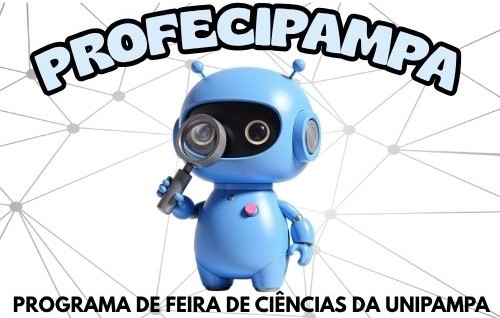 PROFECIPAMPA
PROGRAMA DE FEIRA DE CIÊNCIAS DA UNIPAMPA